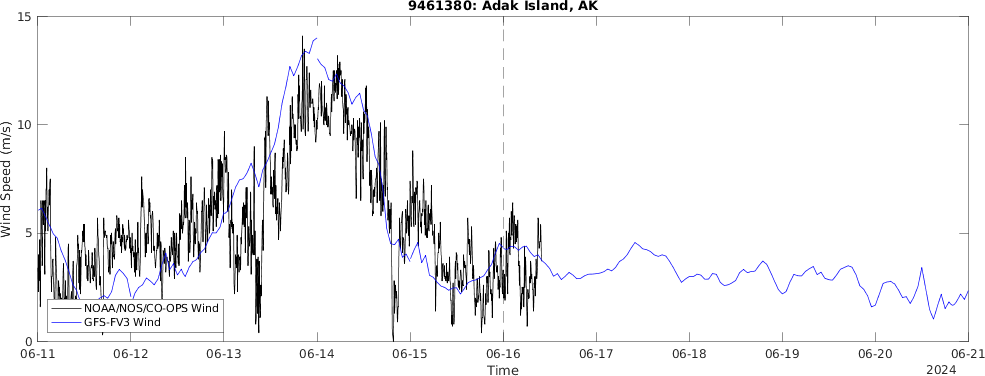 9461380: Adak Island, AK
15
10
5
0
Wind Speed (m/s)
NOAA/NOS/CO-OPS Wind
GFS-FV3 Wind
06-11 06-12 06-13 06-14 06-15 06-16 06-17 06-18 06-19 06-20 06-21
Time
2024